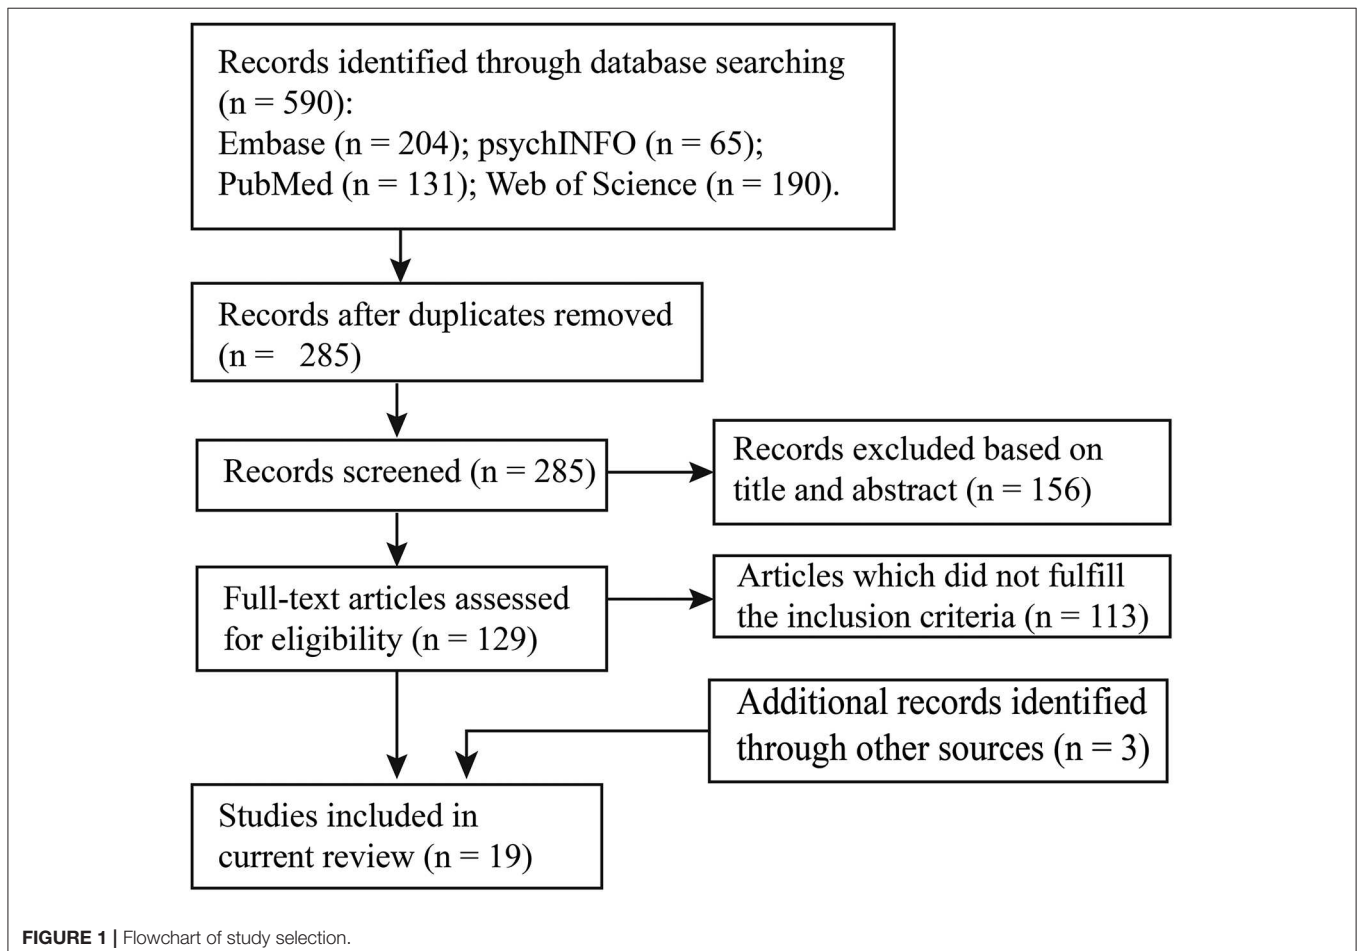 Records identified through database searching
(n = 590):
Embase (n = 204); psychINFO (n = 65);
PubMed (n = 131); Web of Science (n = 190).
Records after duplicates removed
(n =   285)
Records screened (n = 285)
Records excluded based on
title and abstract (n = 156)
Full-text articles assessed
for eligibility (n = 129)
Articles which did not fulfill
the inclusion criteria (n = 113)
Additional records identified
through other sources (n = 3)
Studies included in
current review (n = 19)
FIGURE 1 | Flowchart of study selection.